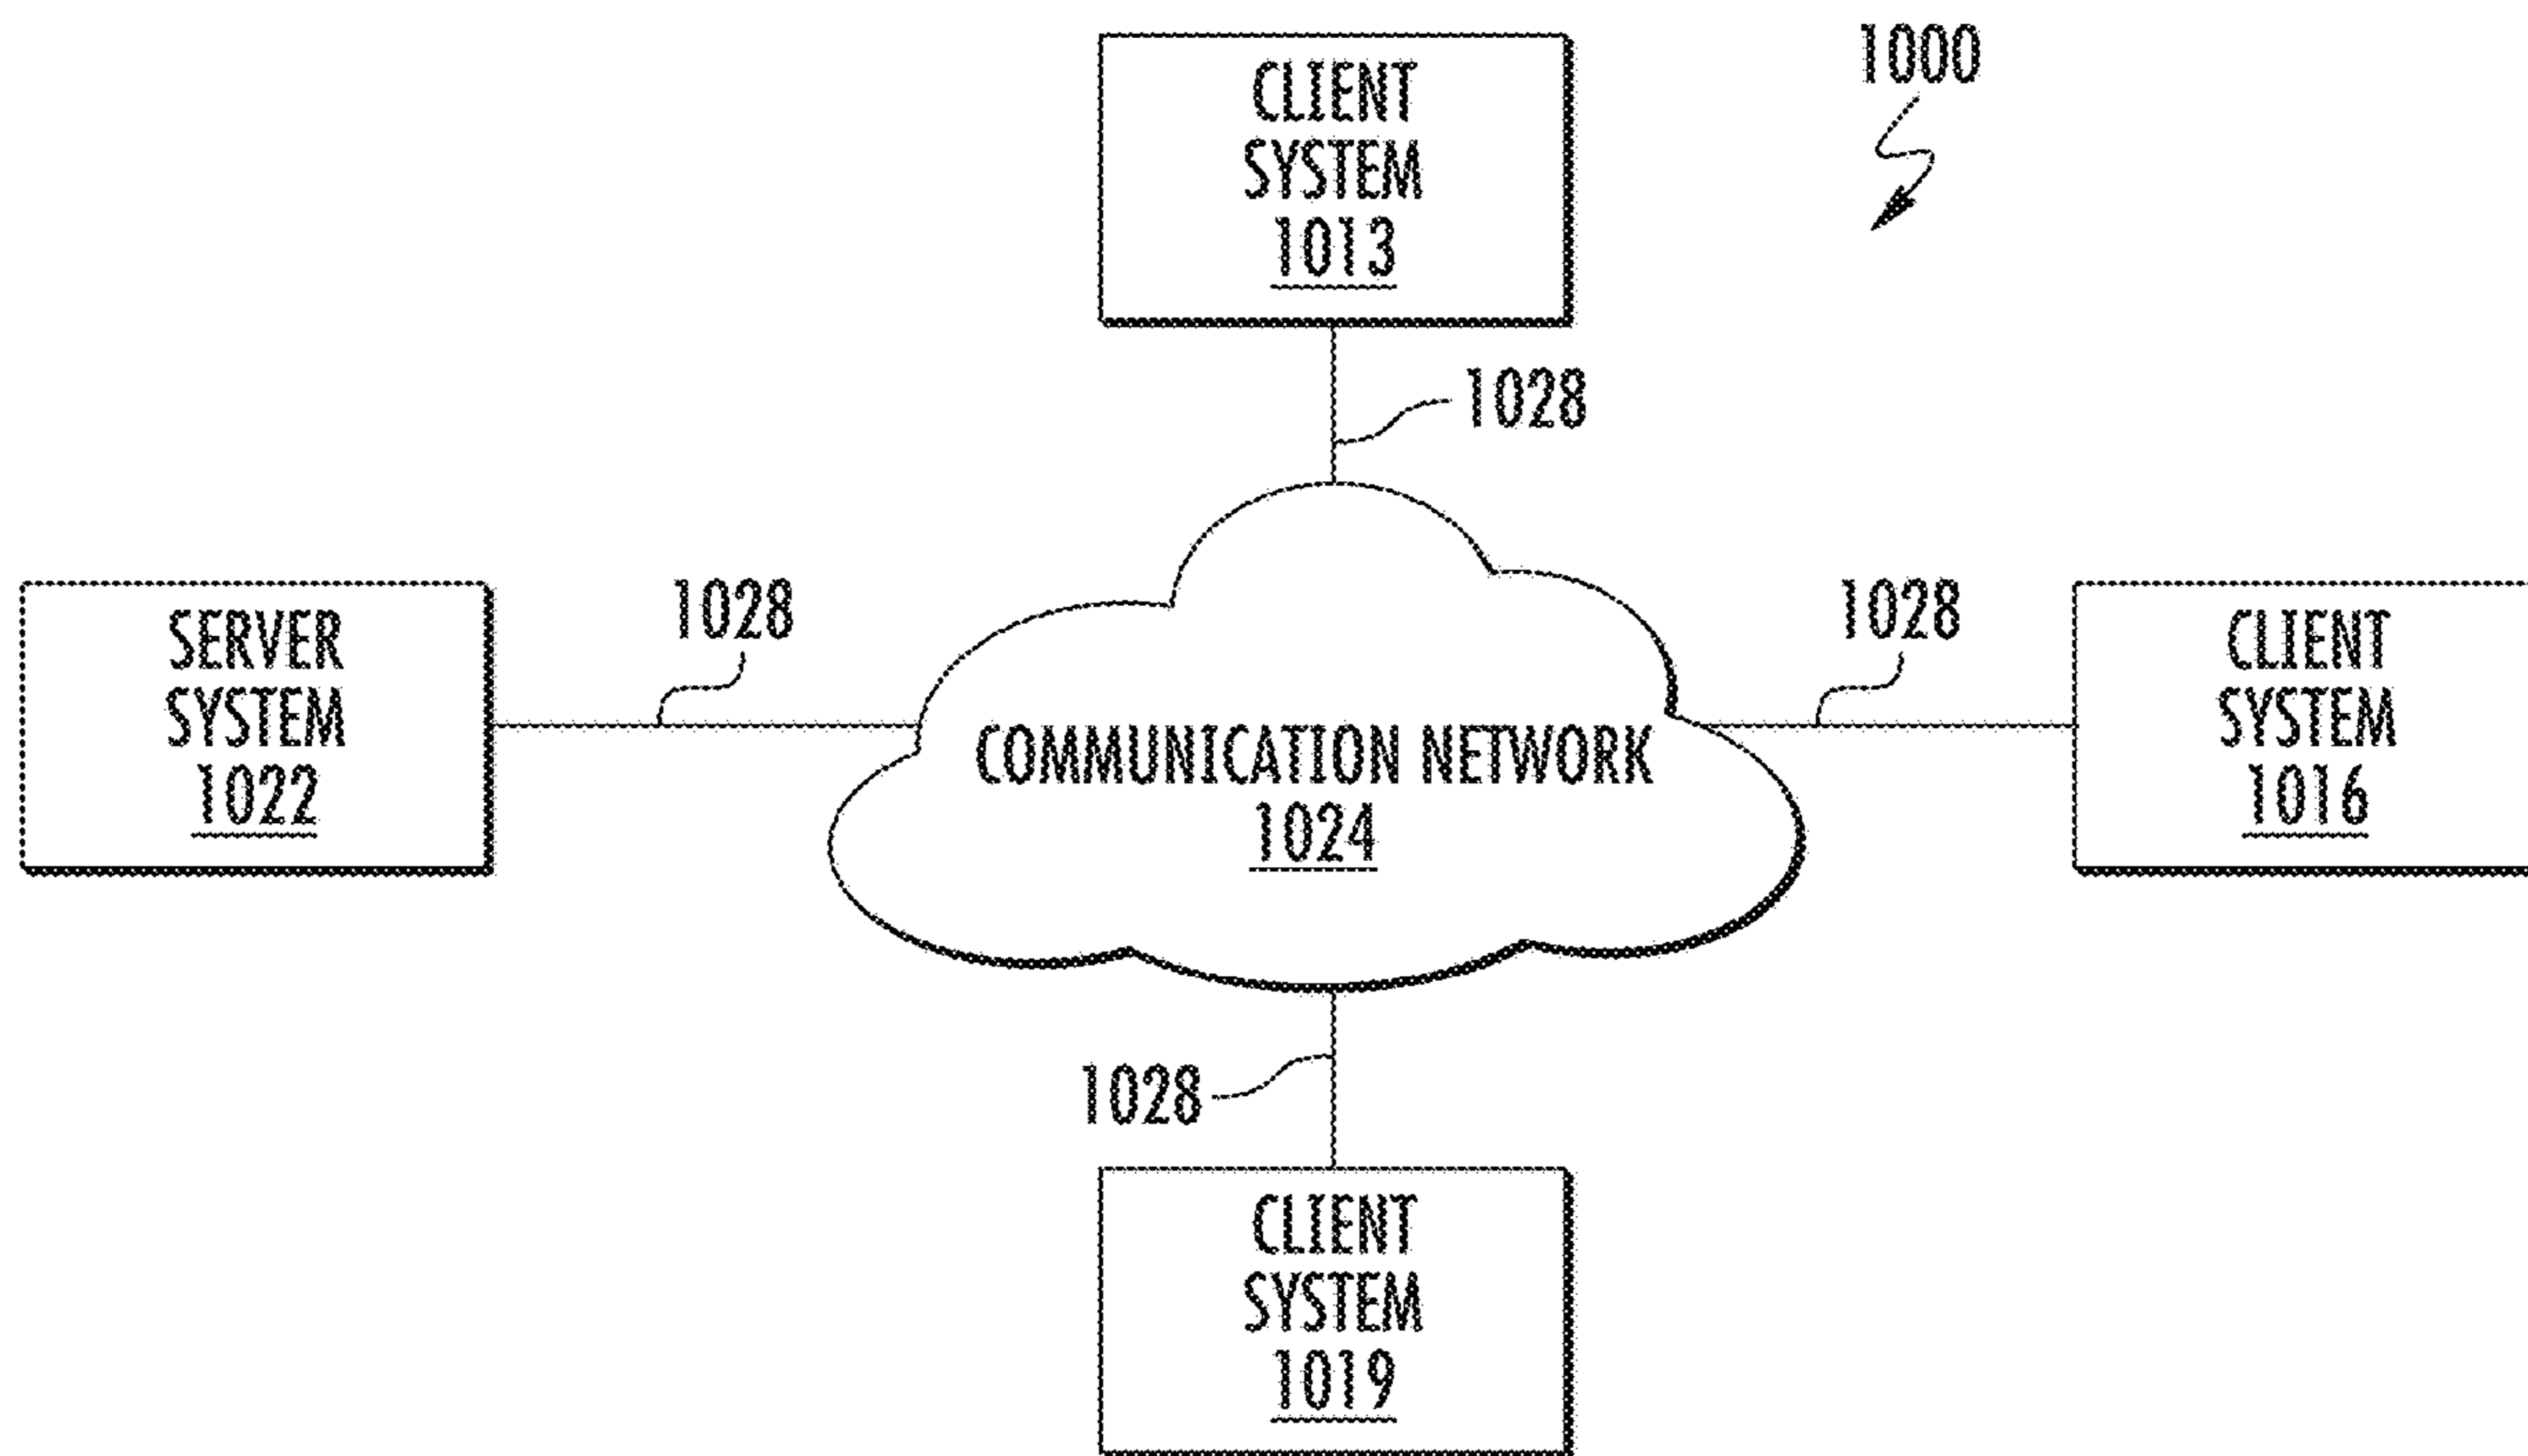 1000
CLIENT
SYSTEM
1013
1028
SERVER
SYSTEM
1022
1028
COMMUNICATION NETWORK
1024
1028
CLIENT
SYSTEM
1016
1028
CLIENT
SYSTEM
1019